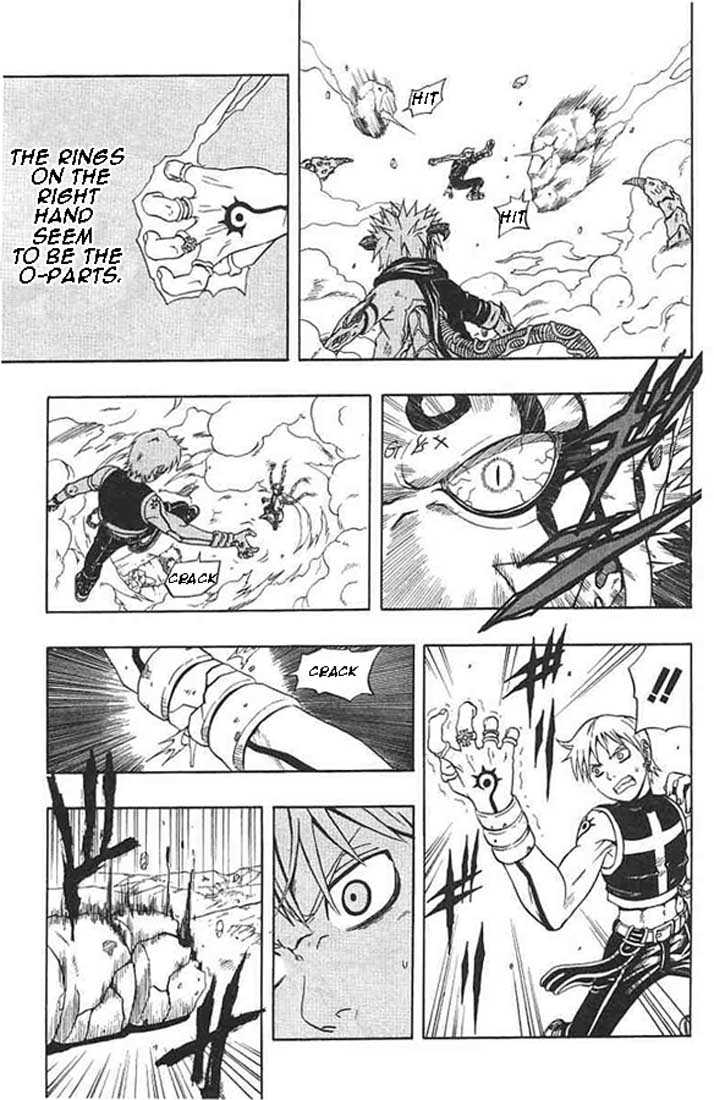 HIT
HIT
THE RINGS
ON THE
RIGHT
HAND
SEEM
TO BE THE
O-PARTS.
CRACK
!!
CRACK